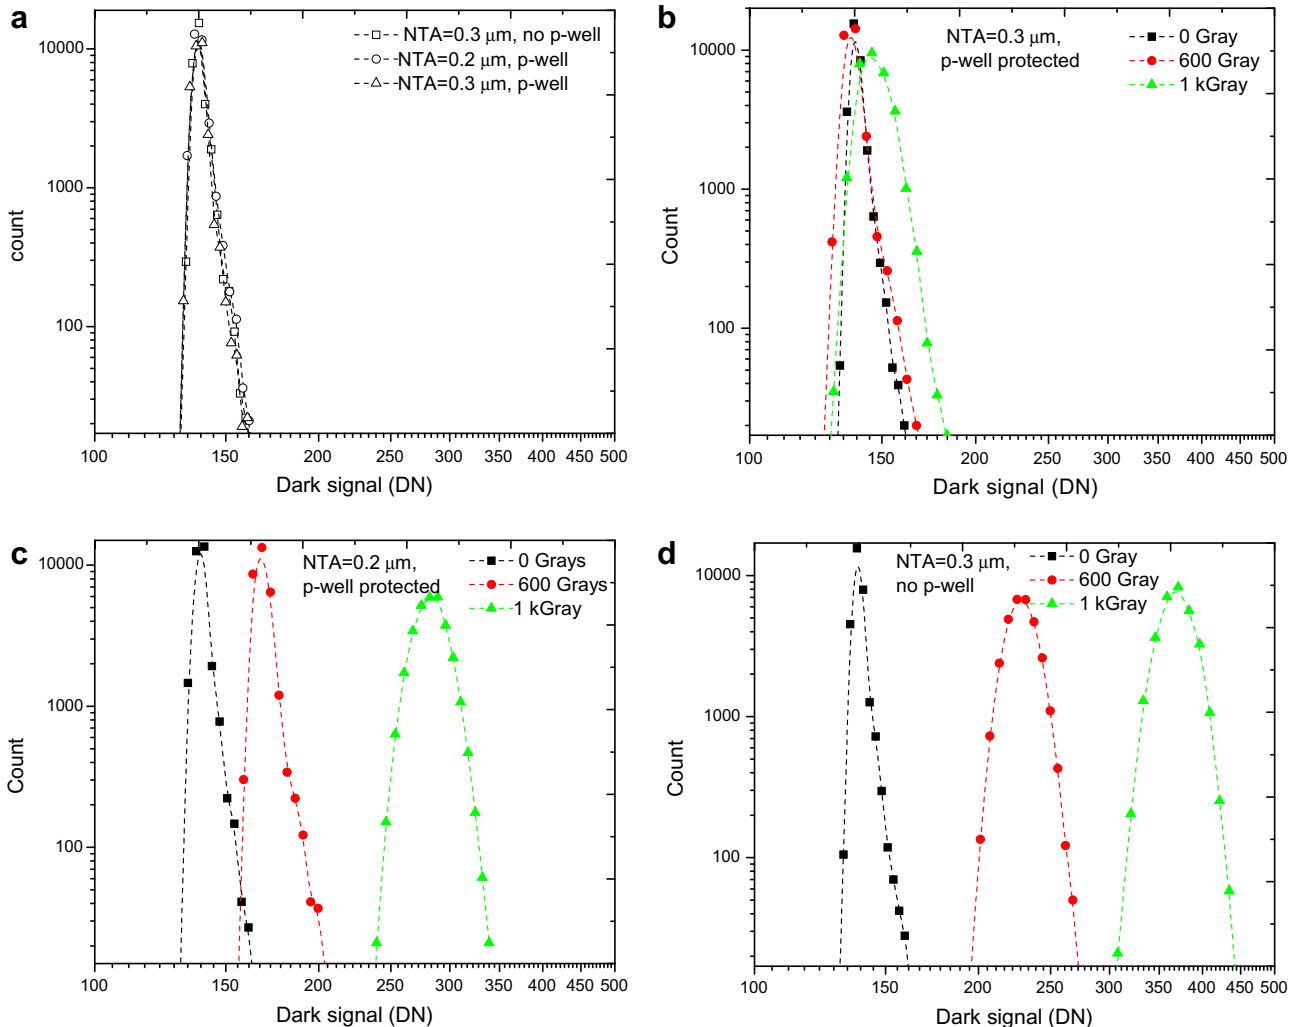 a
10000
1000
100
count
NTA=0.3 μm, no p-well
NTA=0.2 μm, p-well
NTA=0.3 μm, p-well
100 150 200 250 300 350 400 450 500
Dark signal (DN)
b
10000
1000
100
Count
NTA=0.3 μm,
p-well protected
0 Gray
600 Gray
1 kGray
100 150 200 250 300 350 400 450 500
Dark signal (DN)
c
10000
1000
100
Count
NTA=0.2 μm,
p-well protected
0 Grays
600 Grays
1 kGray
100 150 200 250 300 350 400 450 500
Dark signal (DN)
d
10000
1000
100
Count
NTA=0.3 μm,
no p-well
0 Gray
600 Gray
1 kGray
100 150 200 250 300 350 400 450 500
Dark signal (DN)